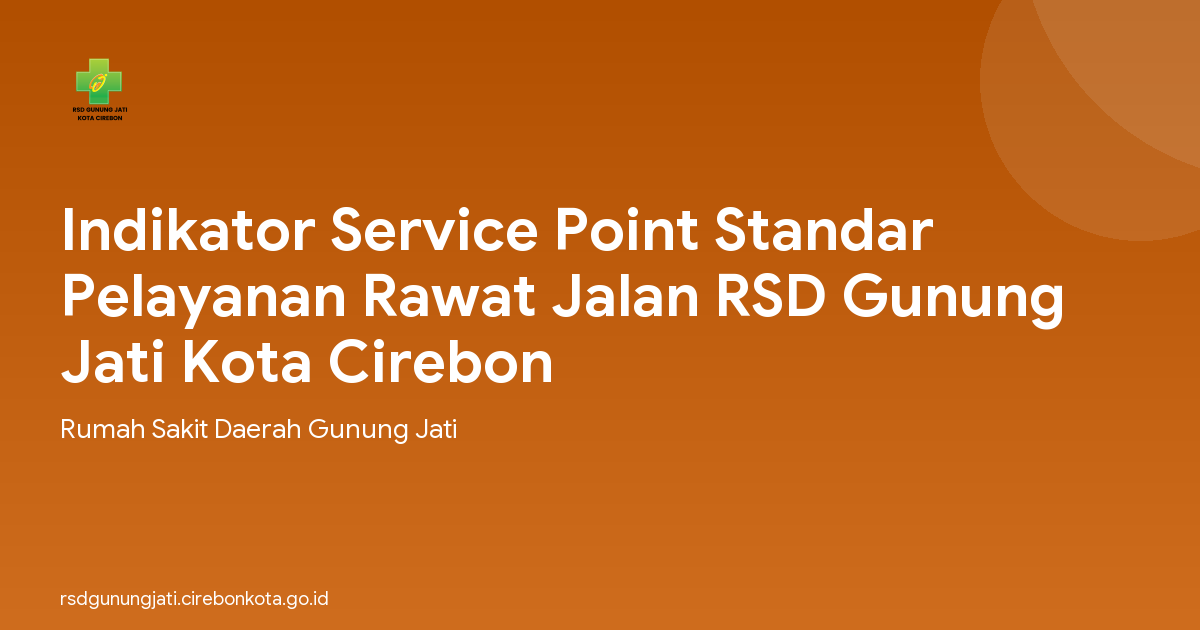 RSD GUNUNG JATI
KOTA CIREBON
Indikator Service Point Standar
Pelayanan Rawat Jalan RSD Gunung
Jati Kota Cirebon
Rumah Sakit Daerah Gunung Jati
rsdgunungjati.cirebonkota.go.id